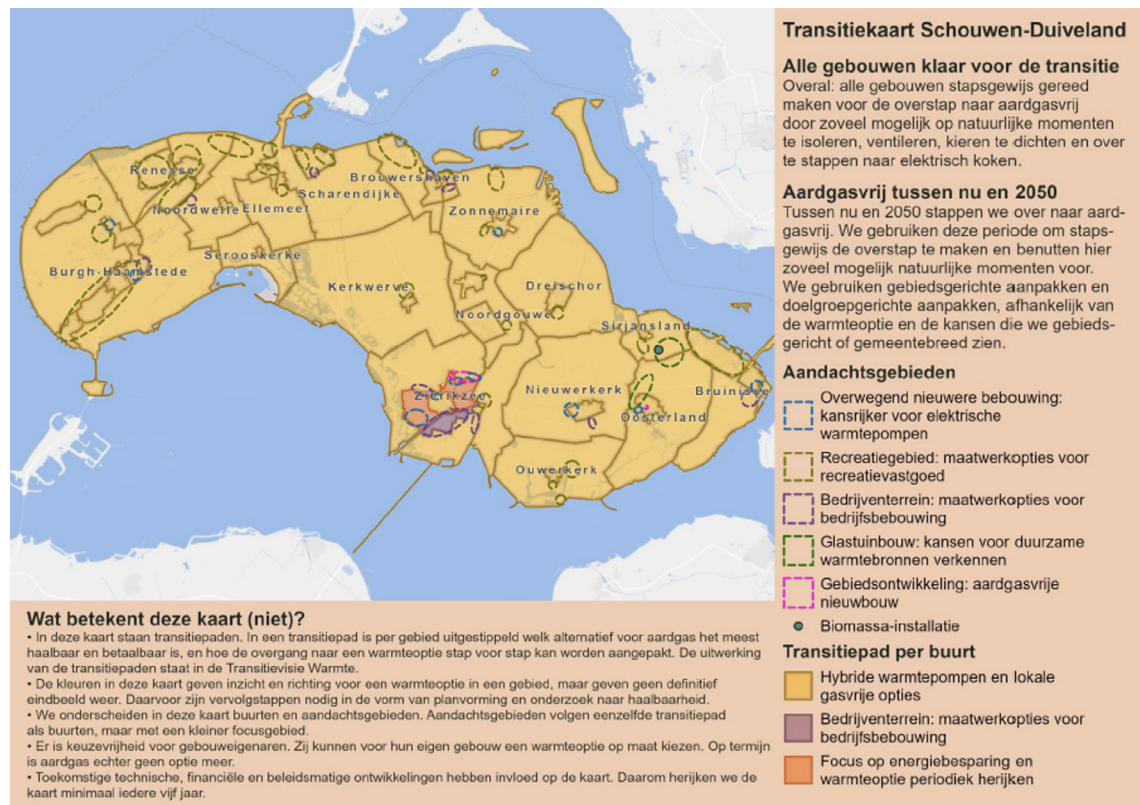 Transitiekaart Schouwen-Duiveland
Alle gebouwen klaar voor de transitie
Overal: alle gebouwen stapsgewijs gereed
maken voor de overstap naar aardgasvrij
door zoveel mogelijk op natuurlijke momenten
te isoleren, ventileren, kieren te dichten en over
te stappen naar elektrisch koken.
Aardgasvrij tussen nu en 2050
Tussen nu en 2050 stappen we over naar aard-
gasvrij. We gebruiken deze periode om staps-
gewijs de overstap te maken en benutten hier
zoveel mogelijk natuurlijke momenten voor.
We gebruiken gebiedsgerichte aanpakken en
doelgroepgerichte aanpakken, afhankelijk van
de warmteoptie en de kansen die we gebieds-
gericht of gemeentebreed zien.
Aandachtsgebieden
Overwegend nieuwere bebouwing:
kansrijker voor elektrische
warmtepompen
Recreatiegebied: maatwerkopties voor
recreatievastgoed
Bedrijventerrein: maatwerkopties voor
bedrijfsbebouwing
Glastuinbouw: kansen voor duurzame
warmtebronnen verkennen
Gebiedsontwikkeling: aardgasvrije
nieuwbouw
Biomassa-installatie
Transitiepad per buurt
Hybride warmtepompen en lokale
gasvrije opties
Bedrijventerrein: maatwerkopties voor
bedrijfsbebouwing
Focus op energiebesparing en
warmteoptie periodiek herijken
Renesse
Noordwelle
Ellemeet
Scharendijke
Brouwershaven
Zonnemaire
Burgh-Haamstede
Serooskerke
Kerkwerve
Dreischor
Noordgouwe
Sirjansland
Zierikzee
Nieuwerkerk
Bruinisse
Oosterland
Ouwerkerk
Wat betekent deze kaart (niet)?
• In deze kaart staan transitiepaden. In een transitiepad is per gebied uitgestippeld welk alternatief voor aardgas het meest
haalbaar en betaalbaar is, en hoe de overgang naar een warmteoptie stap voor stap kan worden aangepakt. De uitwerking
van de transitiepaden staat in de Transitievisie Warmte.
• De kleuren in deze kaart geven inzicht en richting voor een warmteoptie in een gebied, maar geven geen definitief
eindbeeld weer. Daarvoor zijn vervolgstappen nodig in de vorm van planvorming en onderzoek naar haalbaarheid.
• We onderscheiden in deze kaart buurten en aandachtsgebieden. Aandachtsgebieden volgen eenzelfde transitiepad
als buurten, maar met een kleiner focusgebied.
• Er is keuzevrijheid voor gebouweigenaren. Zij kunnen voor hun eigen gebouw een warmteoptie op maat kiezen. Op termijn
is aardgas echter geen optie meer.
• Toekomstige technische, financiële en beleidsmatige ontwikkelingen hebben invloed op de kaart. Daarom herijken we de
kaart minimaal iedere vijf jaar.